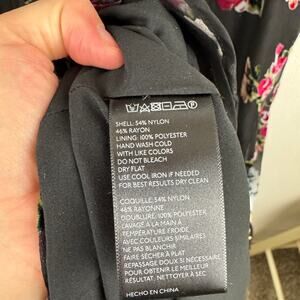 SHELL: 54% NYLON
46% RAYON
LINING: 100% POLYESTER
HAND WASH COLD
WITH LIKE COLORS
DO NOT BLEACH
DRY FLAT
USE COOL IRON IF NEEDED
FOR BEST RESULTS DRY CLEAN
COQUILLE: 54% NYLON
46% RAYONNE
DOUBLURE: 100% POLYESTER
LAVAGE A LA MAIN À
TEMPERATURE FROIDE
AVEC COULEURS SIMILAIRES
NE PAS BLANCHIR
FAIRE SÉCHER À PLAT
REPASSAGE DOUX SI NÉCESSAIRE
POUR OBTENIR LE MEILLEUR
RÉSULTAT, NETTOYER À SEC
HECHO EN CHINA